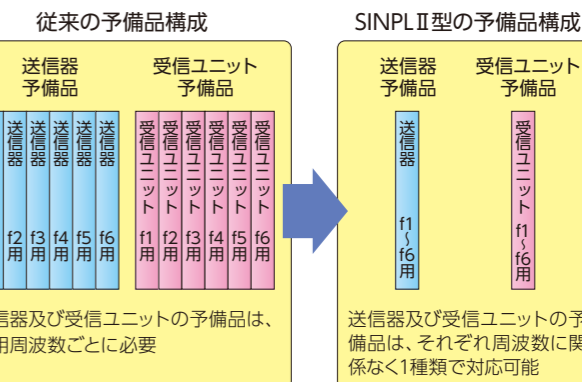 従来の予備品構成
送信器
予備品
受信ユニット
予備品
送信器 f2用
送信器 f3用
送信器 f4用
送信器 f5用
送信器 f6用
受信ユニット f1用
受信ユニット f2用
受信ユニット f3用
受信ユニット f4用
受信ユニット f5用
受信ユニット f6用
信器及び受信ユニットの予備品は、
用周波数ごとに必要
SINPLⅡ型の予備品構成
送信器
予備品
受信ユニット
予備品
送信器 f1～f6用
受信ユニット f1～f6用
送信器及び受信ユニットの予
備品は、それぞれ周波数に関
係なく1種類で対応可能